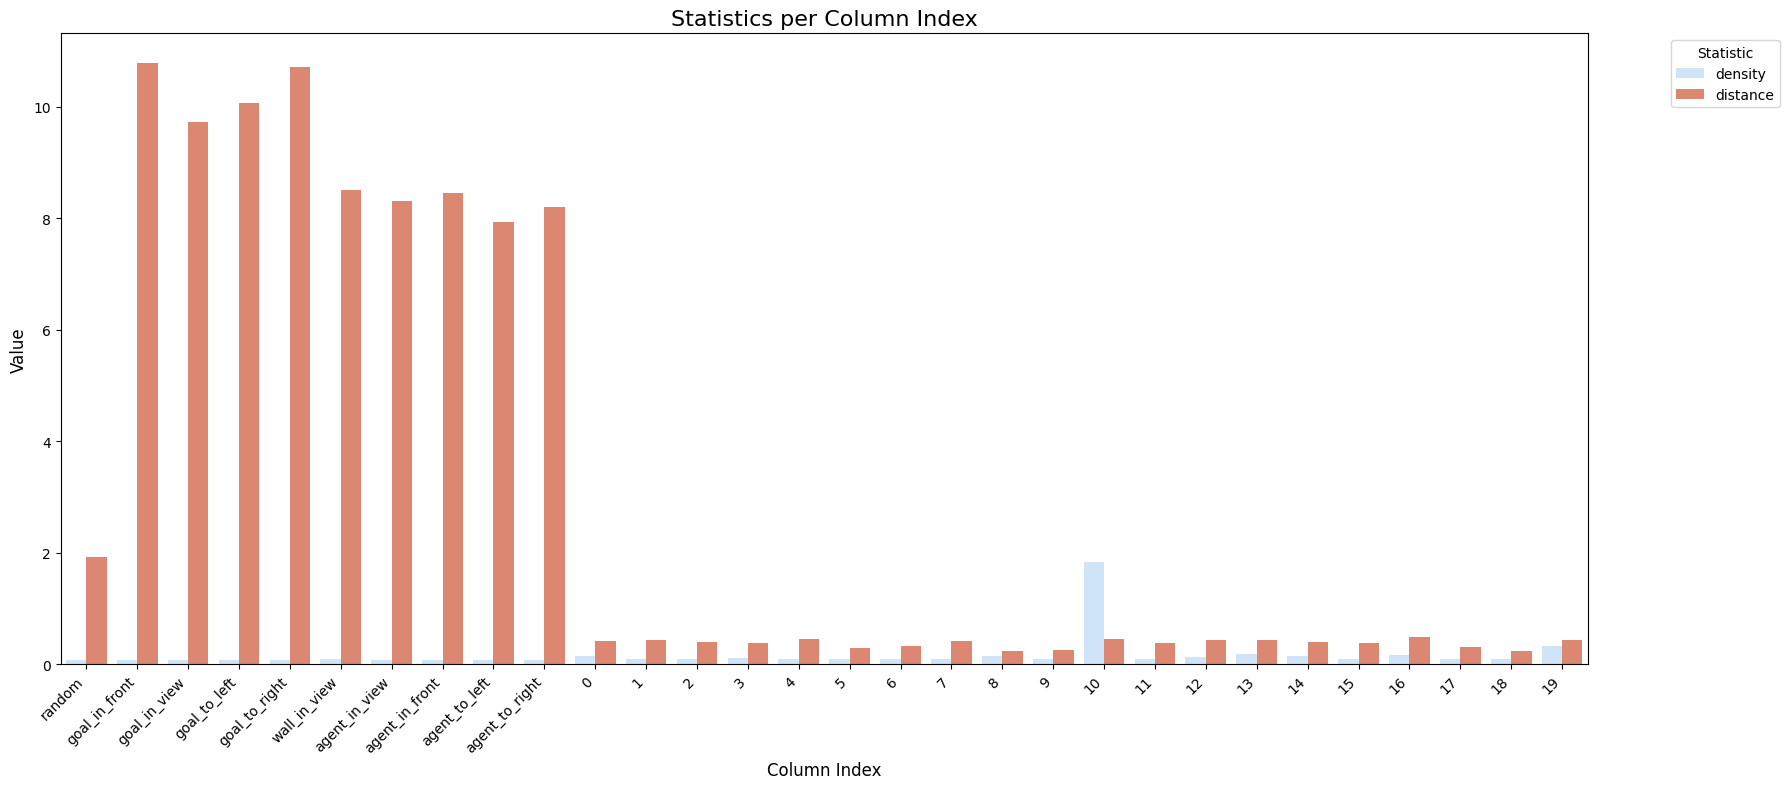 Statistics per Column Index
Statistic
density
distance
Value
10
8
6
4
2
0
random
goal_in_front
goal_in_view
goal_to_left
goal_to_right
wall_in_view
agent_in_view
agent_in_front
agent_to_left
agent_to_right
0
1
2
3
4
5
6
7
8
9
10
11
12
13
14
15
16
17
18
19
Column Index